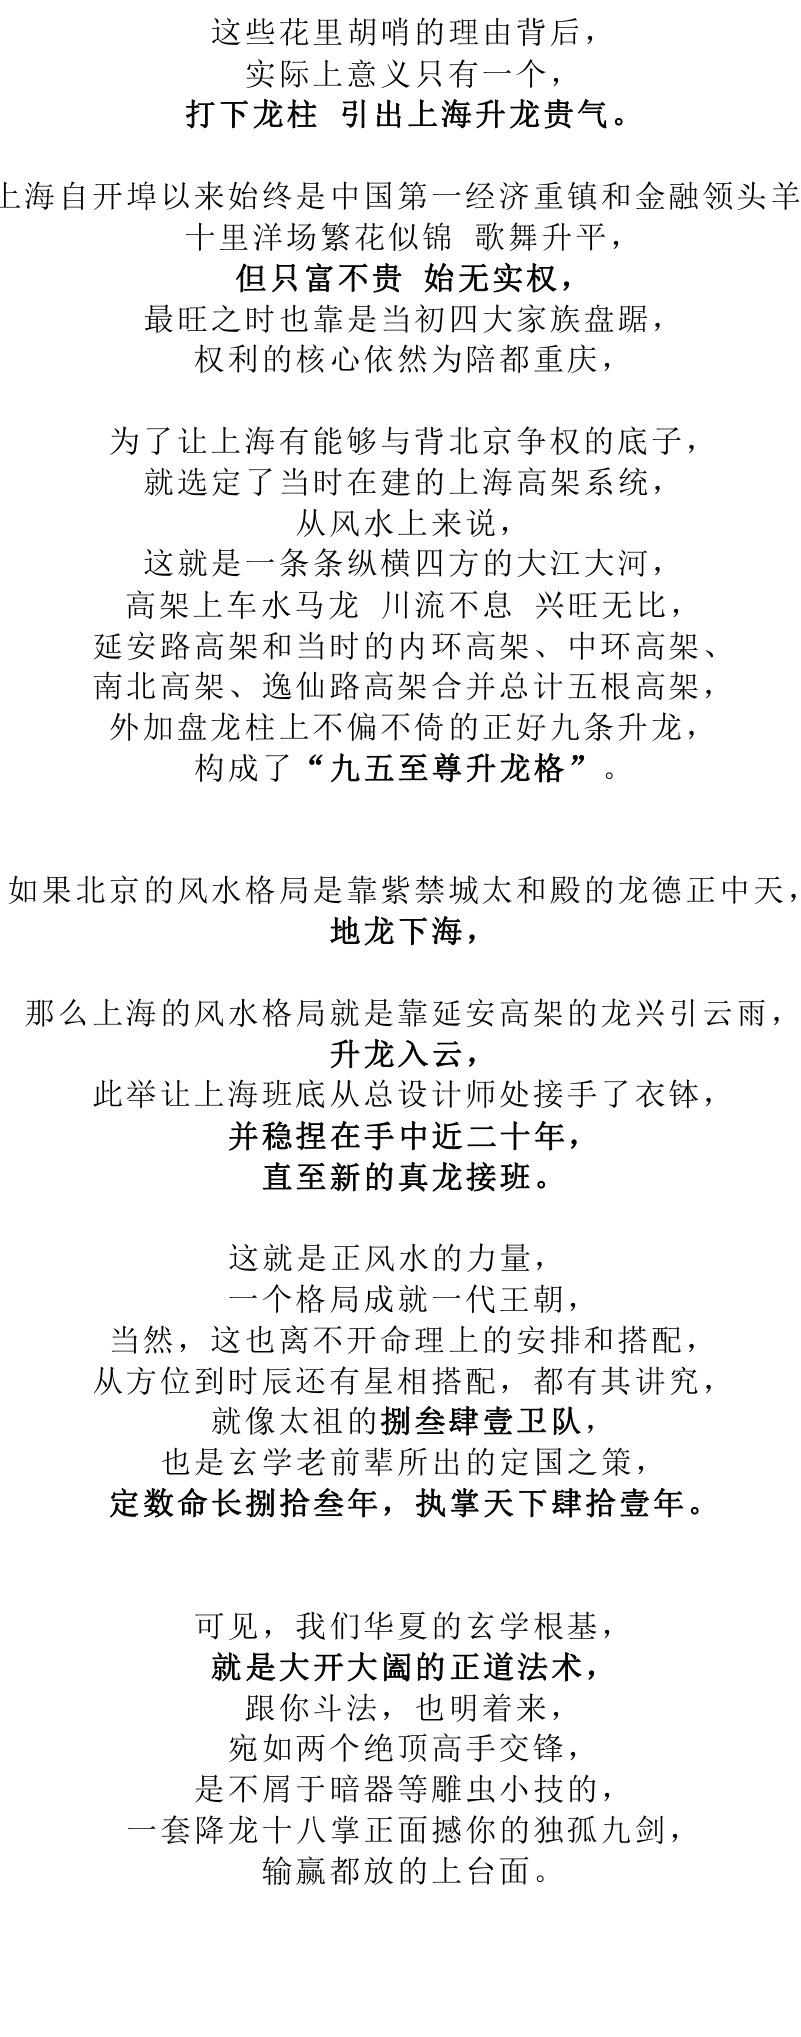 这些花里胡哨的理由背后，
实际上意义只有一个，
打下龙柱 引出上海升龙贵气。
上海自开埠以来始终是中国第一经济重镇和金融领头羊
十里洋场繁花似锦 歌舞升平，
但只富不贵 始无实权，
最旺之时也靠是当初四大家族盘踞，
权利的核心依然为陪都重庆，
为了让上海有能够与背北京争权的底子，
就选定了当时在建的上海高架系统，
从风水上来说，
这就是一条条纵横四方的大江大河，
高架上车水马龙 川流不息 兴旺无比，
延安路高架和当时的内环高架、中环高架、
南北高架、逸仙路高架合并总计五根高架，
外加盘龙柱上不偏不倚的正好九条升龙，
构成了“九五至尊升龙格”。
如果北京的风水格局是靠紫禁城太和殿的龙德正中天，
地龙下海，
那么上海的风水格局就是靠延安高架的龙兴引云雨，
升龙入云，
此举让上海班底从总设计师处接手了衣钵，
并稳捏在手中近二十年，
直至新的真龙接班。
这就是正风水的力量，
一个格局成就一代王朝，
当然，这也离不开命理上的安排和搭配，
从方位到时辰还有星相搭配，都有其讲究，
就像太祖的捌叁肆壹卫队，
也是玄学老前辈所出的定国之策，
定数命长捌拾叁年，执掌天下肆拾壹年。
可见，我们华夏的玄学根基，
就是大开大阖的正道法术，
跟你斗法，也明着来，
宛如两个绝顶高手交锋，
是不屑于暗器等雕虫小技的，
一套降龙十八掌正面撼你的独孤九剑，
输赢都放的上台面。